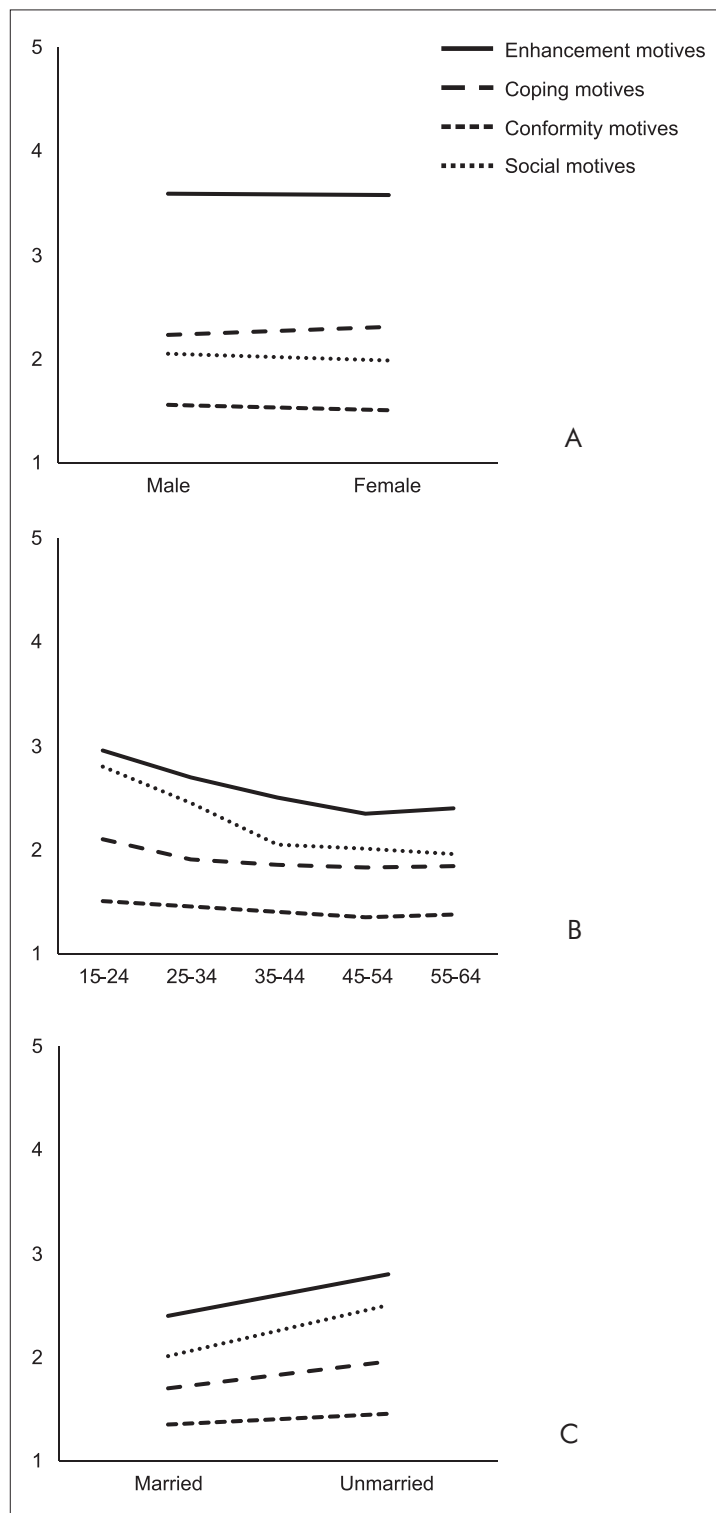 5
4
3
2
1
Male Female
Enhancement motives
Coping motives
Conformity motives
Social motives
A
5
4
3
2
1
15-24 25-34 35-44 45-54 55-64
B
5
4
3
2
1
Married Unmarried
C